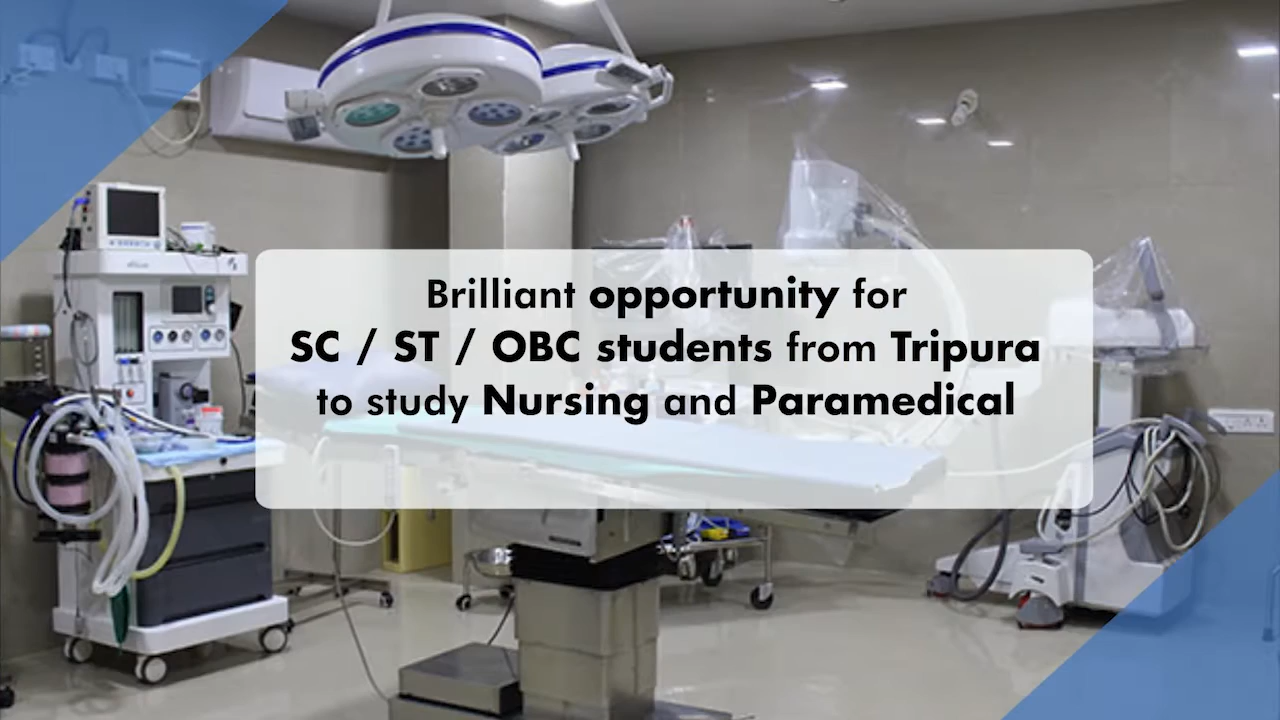 Brilliant opportunity for
SC / ST / OBC students from Tripura
to study Nursing and Paramedical